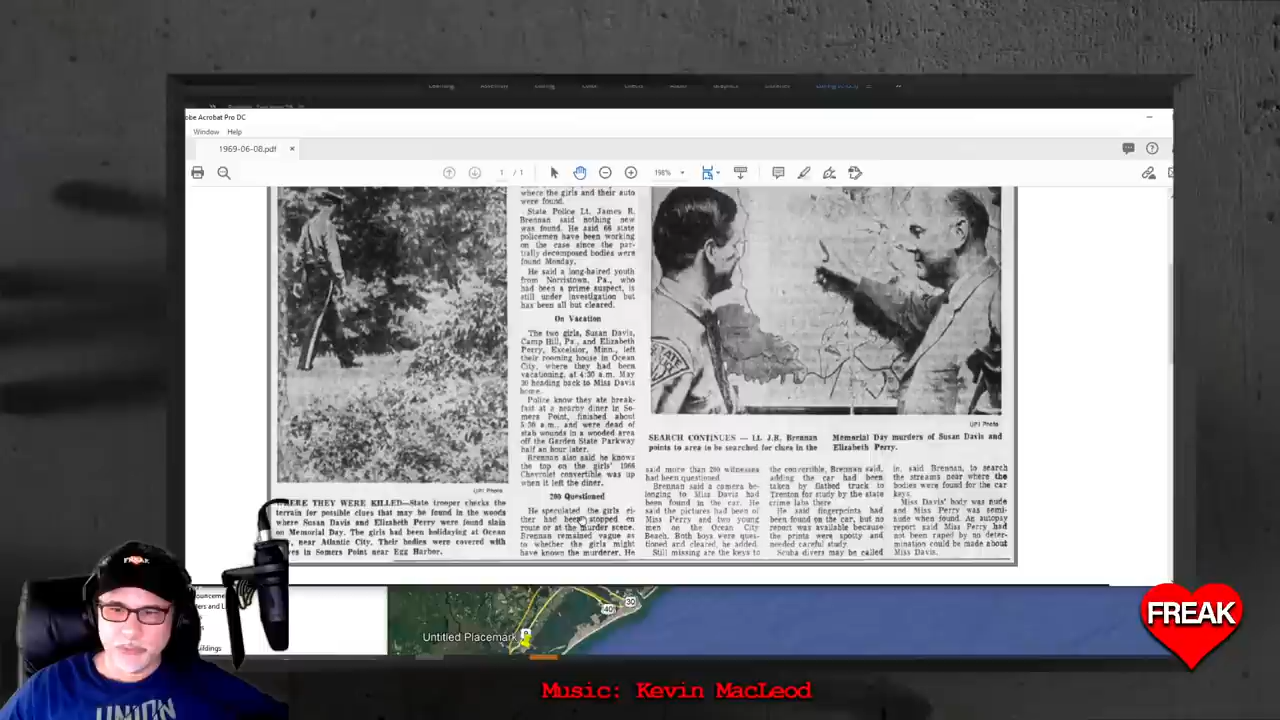 obe Acrobat Pro DC
Window Help
1969-06-08.pdf ×
1 / 1
198%
where the girls and their auto
were found.
State Police Lt. James R.
Brennan said nothing new
was found. He said 66 state
policemen have been working
on the case since the par-
tially decomposed bodies were
found Monday.
He said a long-haired youth
from Norristown, Pa., who
had been a prime suspect, is
still under investigation but
has been all but cleared.
On Vacation
The two girls, Susan Davis,
Camp Hill, Pa., and Elizabeth
Perry, Excelsior, Minn., left
their rooming house in Ocean
City, where they had been
vacationing, at 4:30 a.m. May
30 heading back to Miss Davis
home.
Police know they ate break-
fast at a nearby diner in So-
mers Point, finished about
5:30 a.m., and were dead of
stab wounds in a wooded area
off the Garden State Parkway
half an hour later.
Brennan also said he knows
the top on the girls' 1966
Chevrolet convertible was up
when it left the diner.
200 Questioned
He speculated the girls ei-
ther had been stopped en
route or at the murder scene.
Brennan remained vague as
to whether the girls might
have known the murderer. He
UPI Photo
HERE THEY WERE KILLED—State trooper checks the
terrain for possible clues that may be found in the woods
where Susan Davis and Elizabeth Perry were found slain
on Memorial Day. The girls had been holidaying at Ocean
near Atlantic City. Their bodies were covered with
in Somers Point near Egg Harbor.
UPI Photo
SEARCH CONTINUES — Lt. J.R. Brennan
points to area to be searched for clues in the
Memorial Day murders of Susan Davis and
Elizabeth Perry.
said more than 200 witnesses
had been questioned.
Brennan said a camera be-
longing to Miss Davis had
been found in the car. He
said the pictures had been of
Miss Perry and two young
men on the Ocean City
Beach. Both boys were ques-
tioned and cleared, he added.
Still missing are the keys to
the convertible, Brennan said,
adding the car had been
taken by flatbed truck to
Trenton for study by the state
crime labs there
He said fingerprints had
been found on the car, but no
report was available because
the prints were spotty and
needed careful study.
Scuba divers may be called
in, said Brennan, to search
the streams near where the
bodies were found for the car
keys.
Miss Davis' body was nude
and Miss Perry was semi-
nude when found. An autopsy
report said Miss Perry had
not been raped by no deter-
mination could be made about
Miss Davis.
ouncemen
ters and L
ildings
Untitled Placemark
40
30
FREAK
FREAK
UNION
Music: Kevin MacLeod